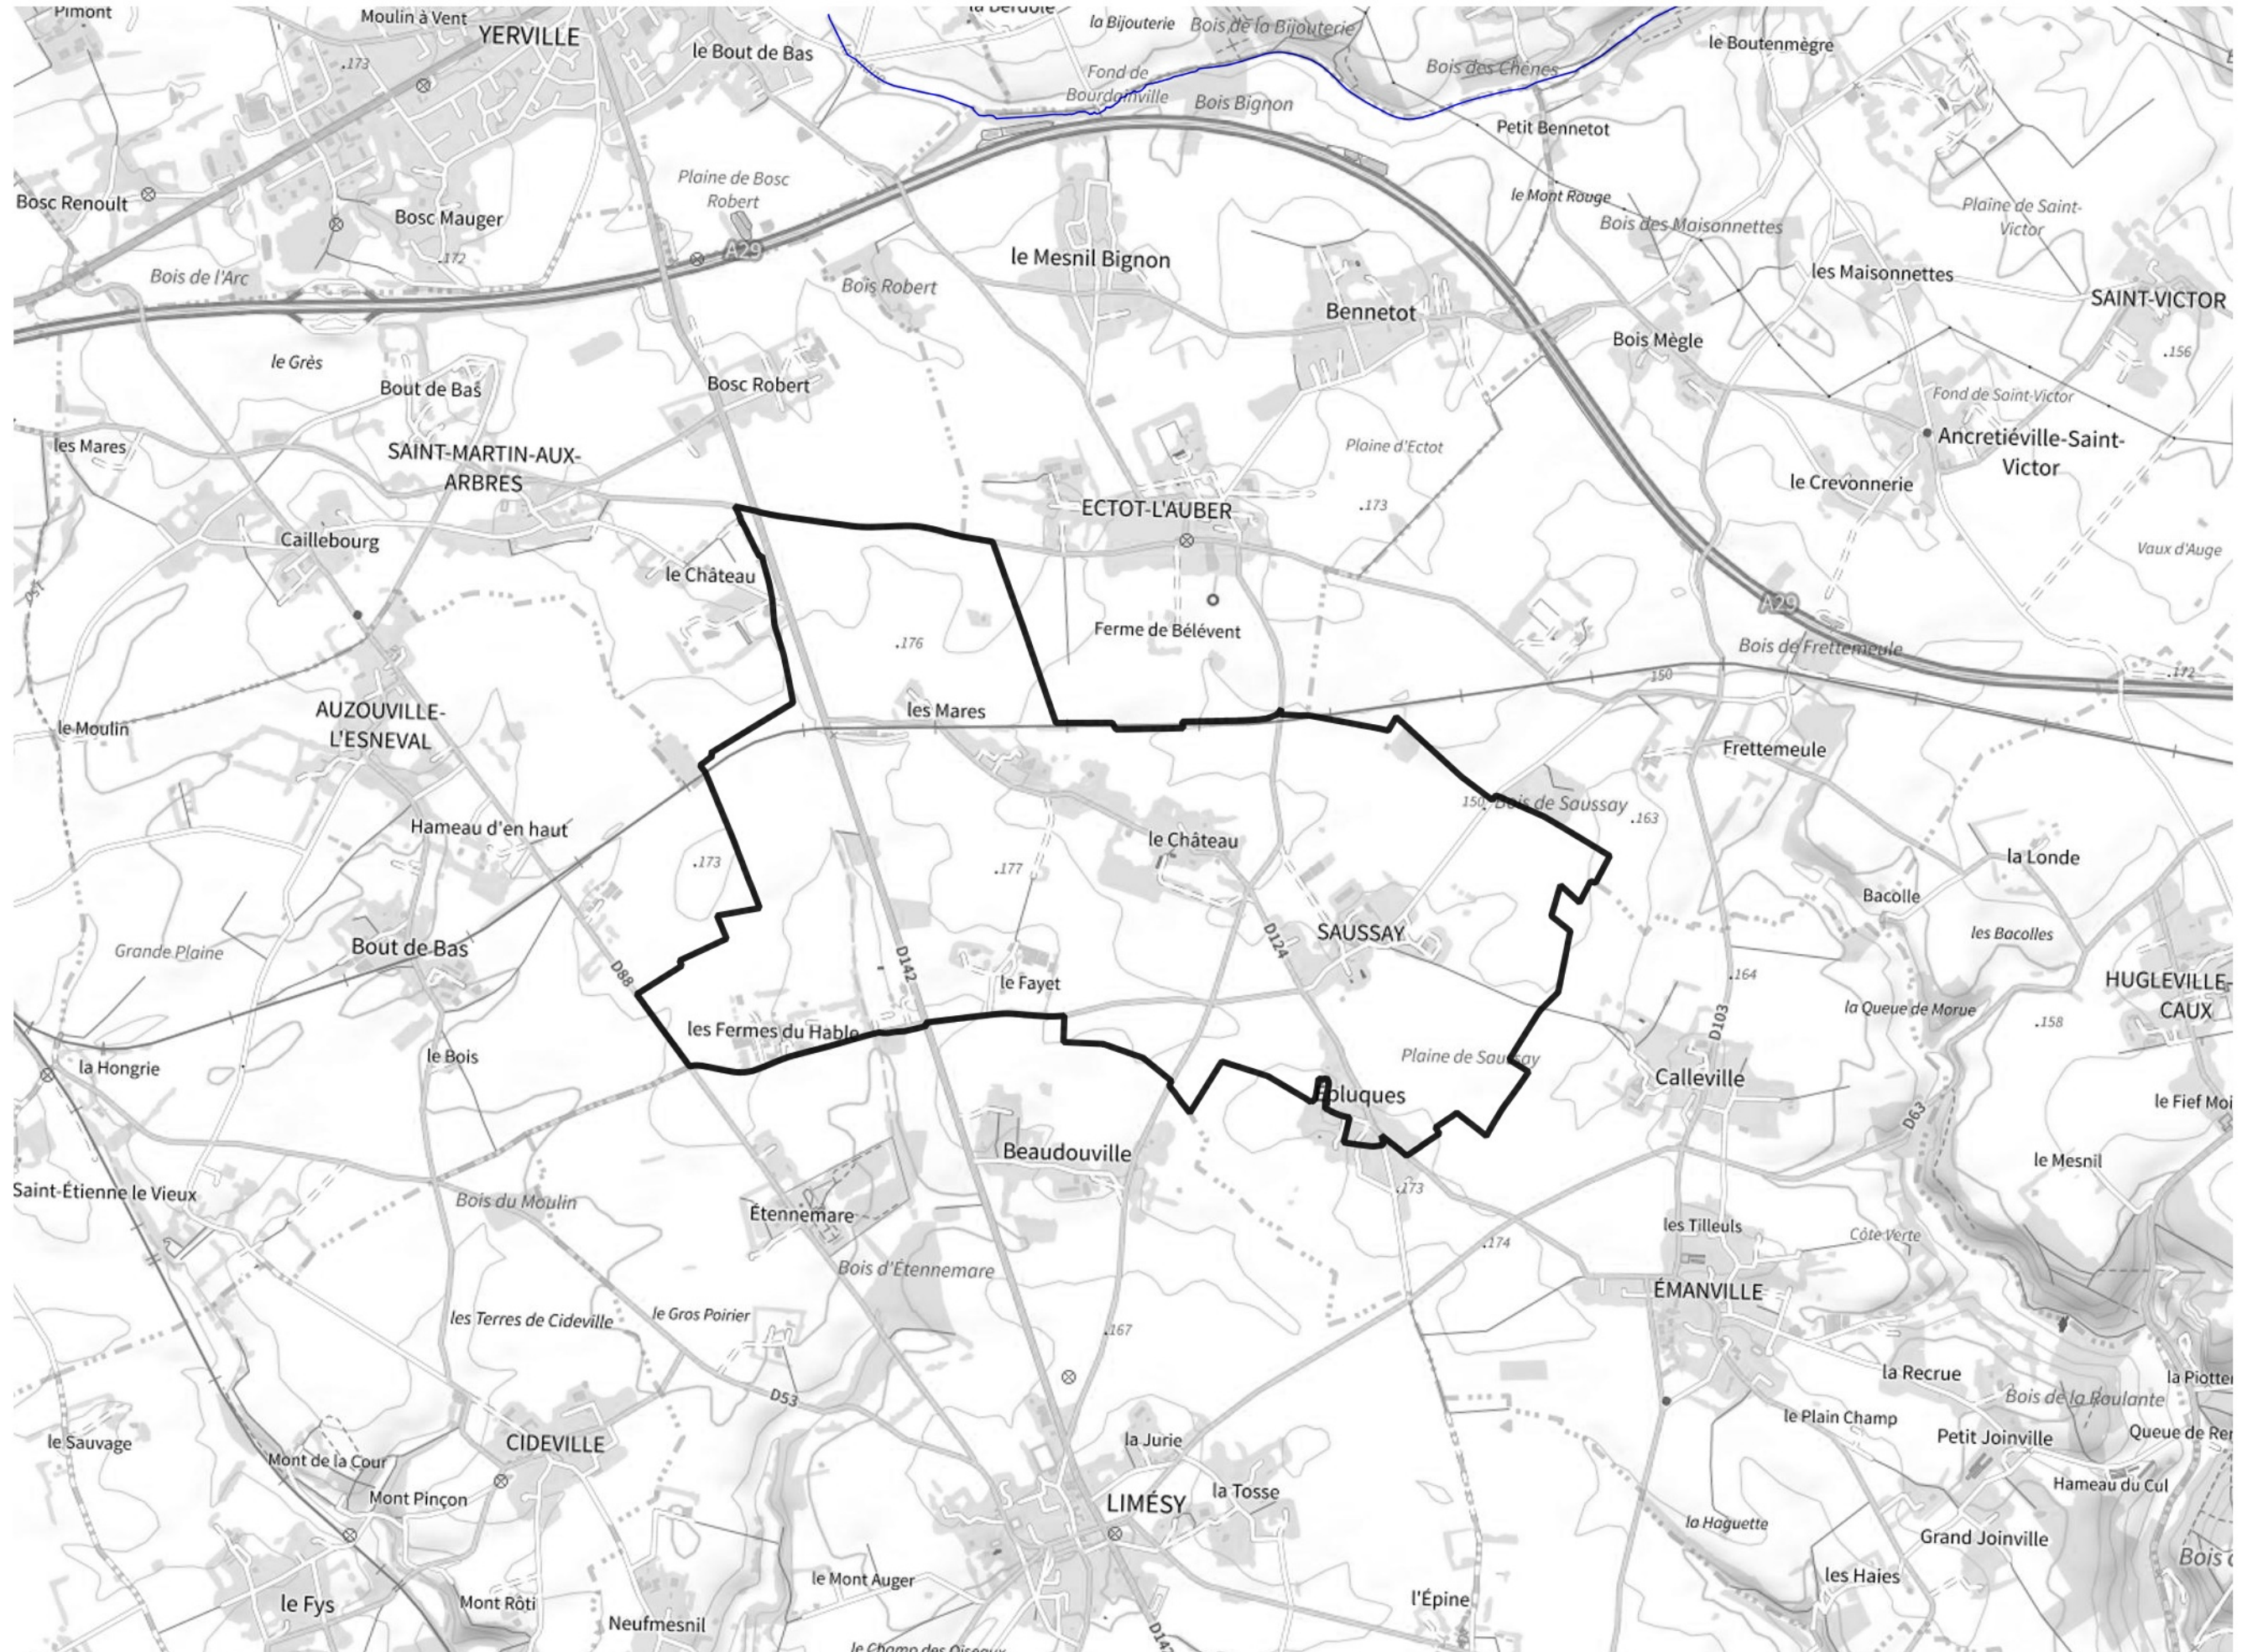 Pimont
Moulin à Vent
YERVILLE
le Bout de Bas
la Bijouterie
Bois de la Bijouterie
le Boutenmègre
.173
Fond de
Bourdainville
Bois Bignon
Bois des Chênes
Petit Bennetot
Bosc Renoult
Bosc Mauger
.172
Plaine de Bosc
Robert
A29
le Mont Rouge
Bois des Maisonnettes
Plaine de Saint-
Victor
Bois de l'Arc
Bois Robert
le Mesnil Bignon
Bennetot
les Maisonnettes
SAINT-VICTOR
le Grès
Bout de Bas
Bosc Robert
Bois Mègle
.156
Fond de Saint-Victor
les Mares
SAINT-MARTIN-AUX-
ARBRES
Plaine d'Ectot
Ancretiéville-Saint-
Victor
le Crevonnerie
Caillebourg
ECTOT-L'AUBER
.173
Vaux d'Auge
le Château
Ferme de Bélévent
A29
Bois de Frettemeule
.176
150
.172
le Moulin
AUZOUVILLE-
L'ESNEVAL
les Mares
Frettemeule
Hameau d'en haut
.173
.177
le Château
150
Bois de Saussay
.163
la Londe
Bacolle
Grande Plaine
Bout de Bas
D88
D142
le Fayet
D124
SAUSSAY
les Bacolles
.164
HUGLEVILLE-
CAUX
la Queue de Morue
.158
les Fermes du Hable
D103
la Hongrie
le Bois
Plaine de Saussay
Calleville
Epluques
D63
le Fief Moi
Beaudouville
le Mesnil
Saint-Étienne le Vieux
Bois du Moulin
Étennemare
.173
les Tilleuls
Côte Verte
.174
Bois d'Étennemare
ÉMANVILLE
les Terres de Cideville
le Gros Poirier
.167
la Recrue
la Piotter
D53
Bois de la Roulante
le Plain Champ
le Sauvage
CIDEVILLE
la Jurie
Petit Joinville
Queue de Rer
Mont de la Cour
Mont Pinçon
LIMÉSY
la Tosse
Hameau du Cul
la Haguette
Grand Joinville
Bois
le Mont Auger
les Haies
le Fys
Mont Rôti
Neufmesnil
l'Épine
le Champ des Oiseaux